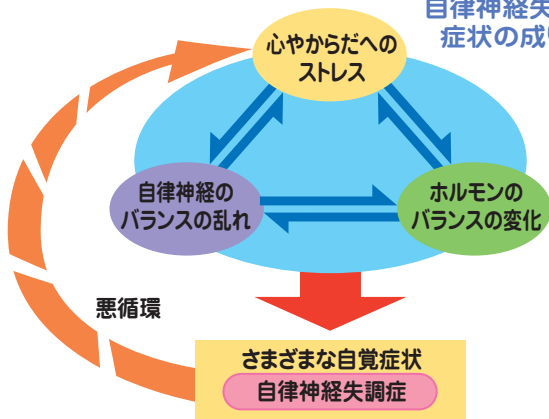 自律神経失
症状の成
心やからだへの
ストレス
自律神経の
バランスの乱れ
ホルモンの
バランスの変化
悪循環
さまざまな自覚症状
自律神経失調症